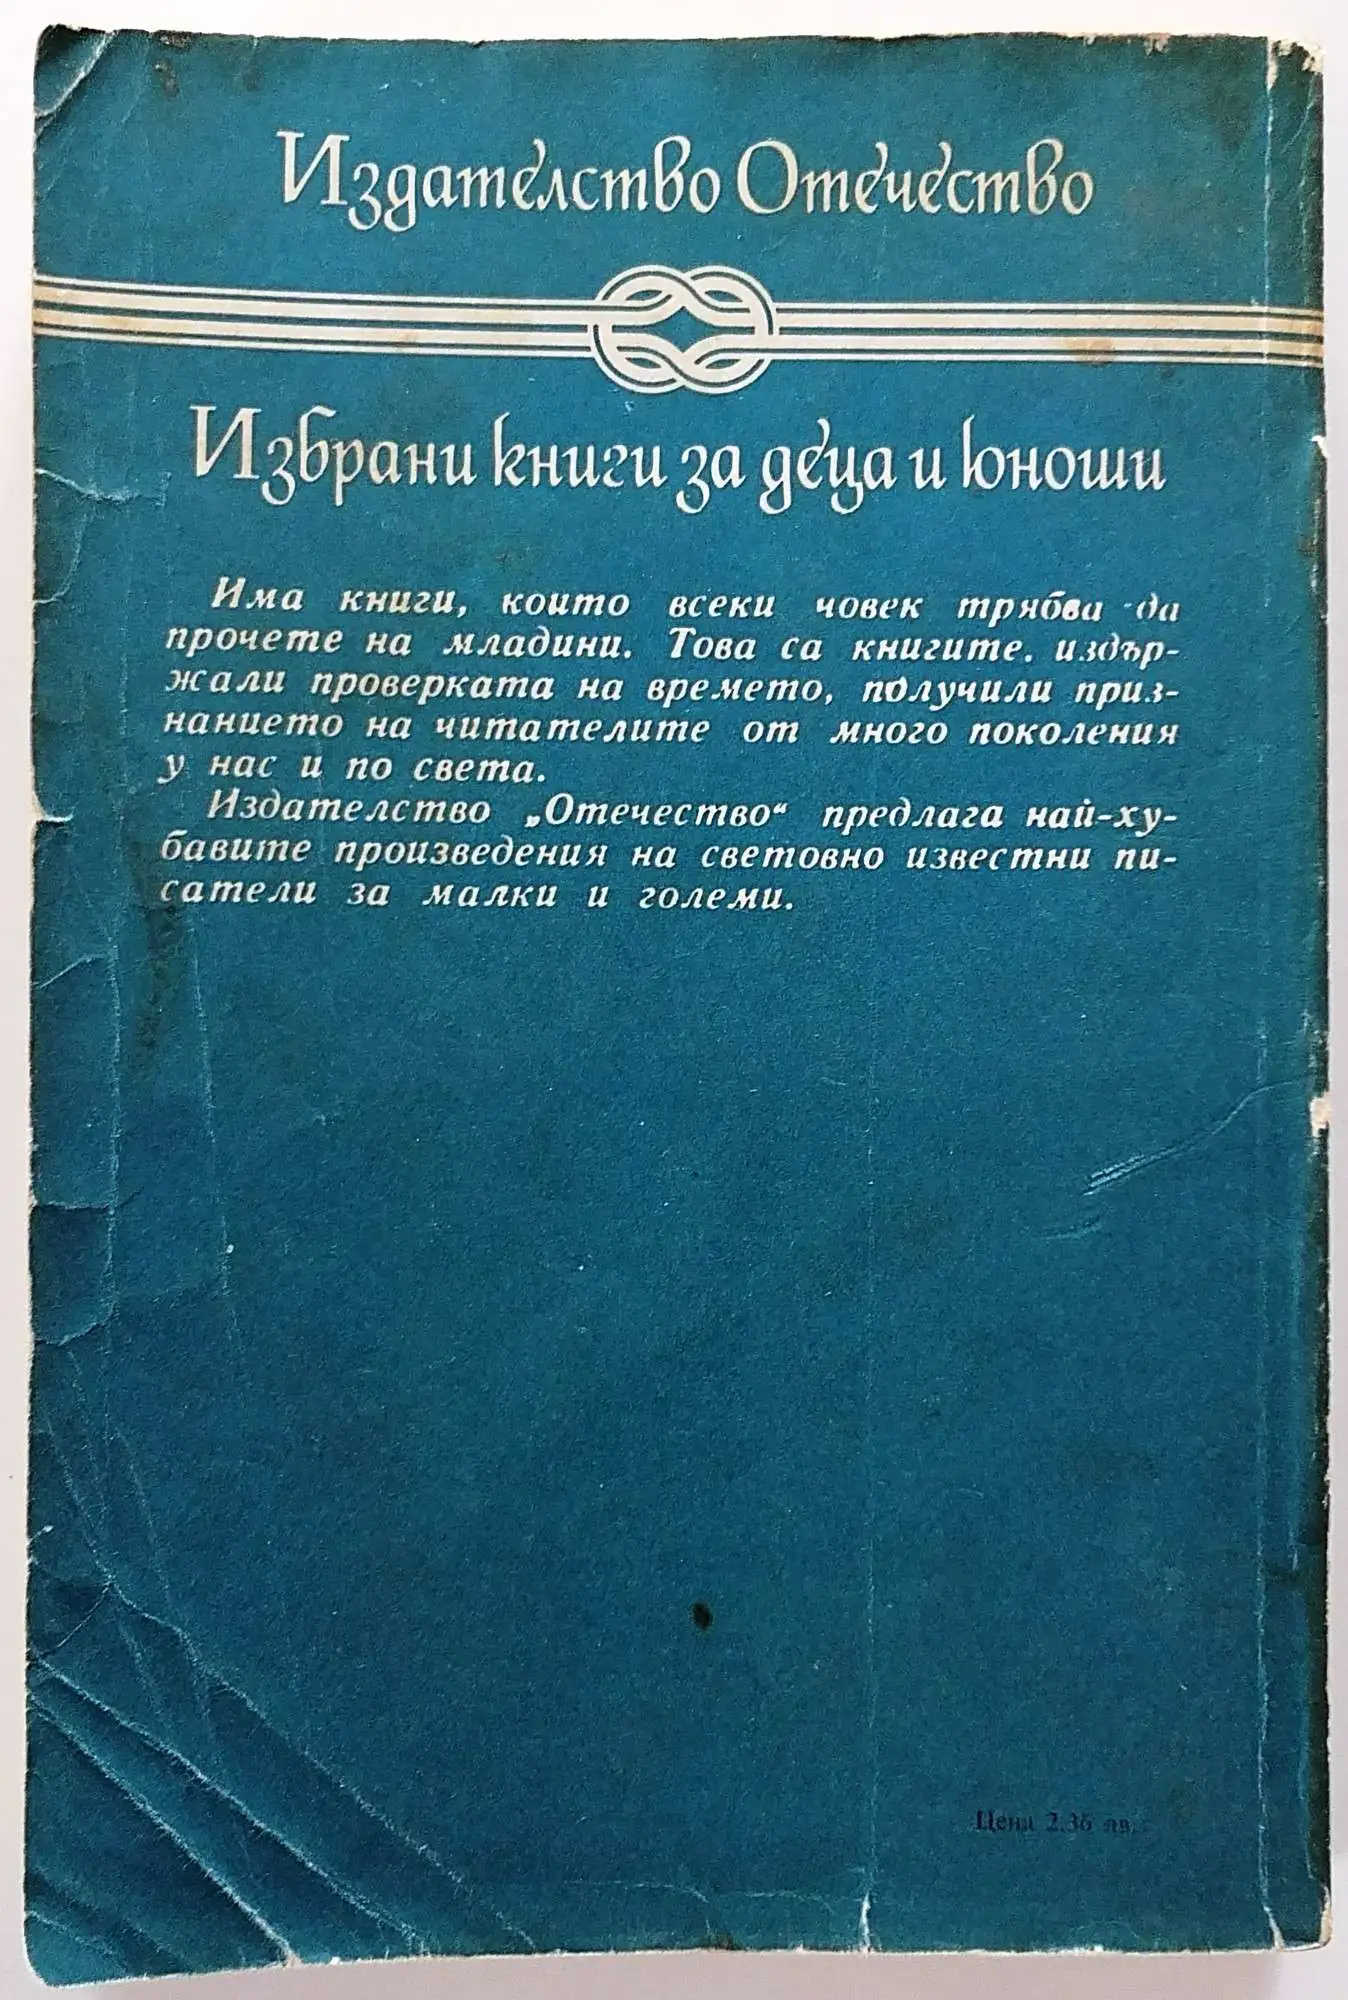 Издателство Отечество
Избрани книги за деца и юноши
Има книги, които всеки човек трябва да
прочете на младини. Това са книгите, издър-
жали проверката на времето, получили приз-
нанието на читателите от много поколения
у нас и по света.
Издателство „Отечество“ предлага най-ху-
бавите произведения на световно известни пи-
сатели за малки и големи.
Цена 2.36 лв.